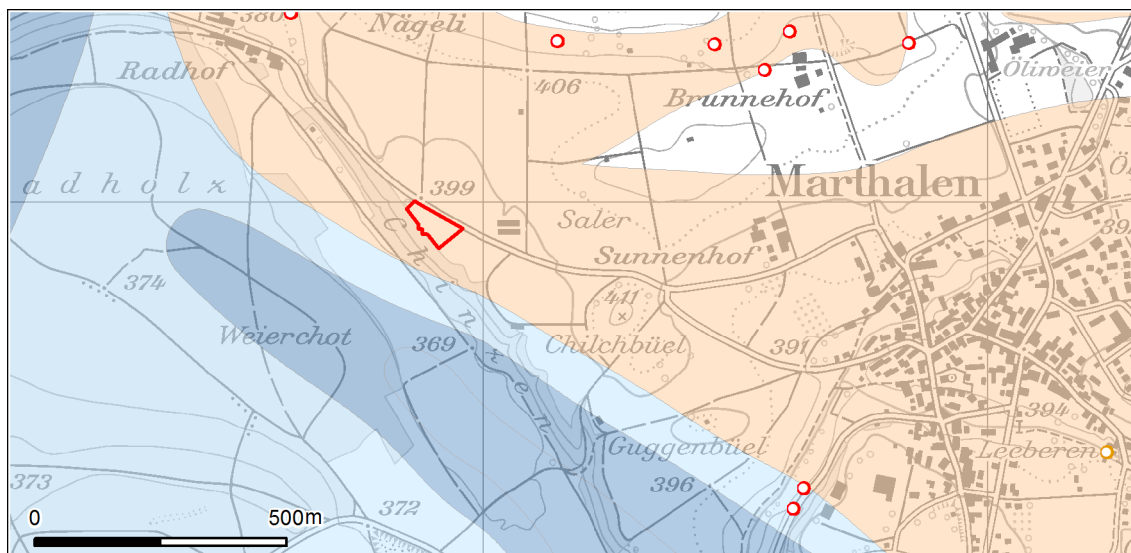 380
Nägeli
Radhof
406
Brunnehof
Ölimeier
adholz
399
Marthalen
Saler
Sunnenhof
374
411
Weierchot
369
Chilchbüel
391
Chinxen
394
Guggenbüel
Leeberen
396
373
372
0 500m